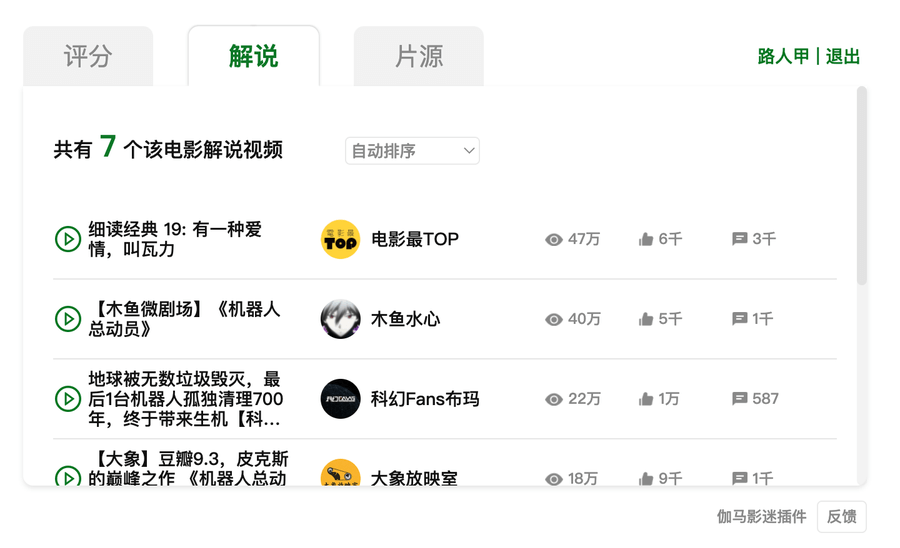 评分
解说
片源
路人甲 | 退出
共有 7 个该电影解说视频
自动排序
细读经典 19: 有一种爱
情，叫瓦力
電影最
TOP
电影最TOP
47万
6千
3千
【木鱼微剧场】《机器人
总动员》
木鱼水心
40万
5千
1千
地球被无数垃圾毁灭，最
后1台机器人孤独清理700
年，终于带来生机【科...
科幻Fans布玛
22万
1万
587
【大象】豆瓣9.3，皮克斯
的巅峰之作 《机器人总动
大象放映室
18万
9千
1千
伽马影迷插件
反馈